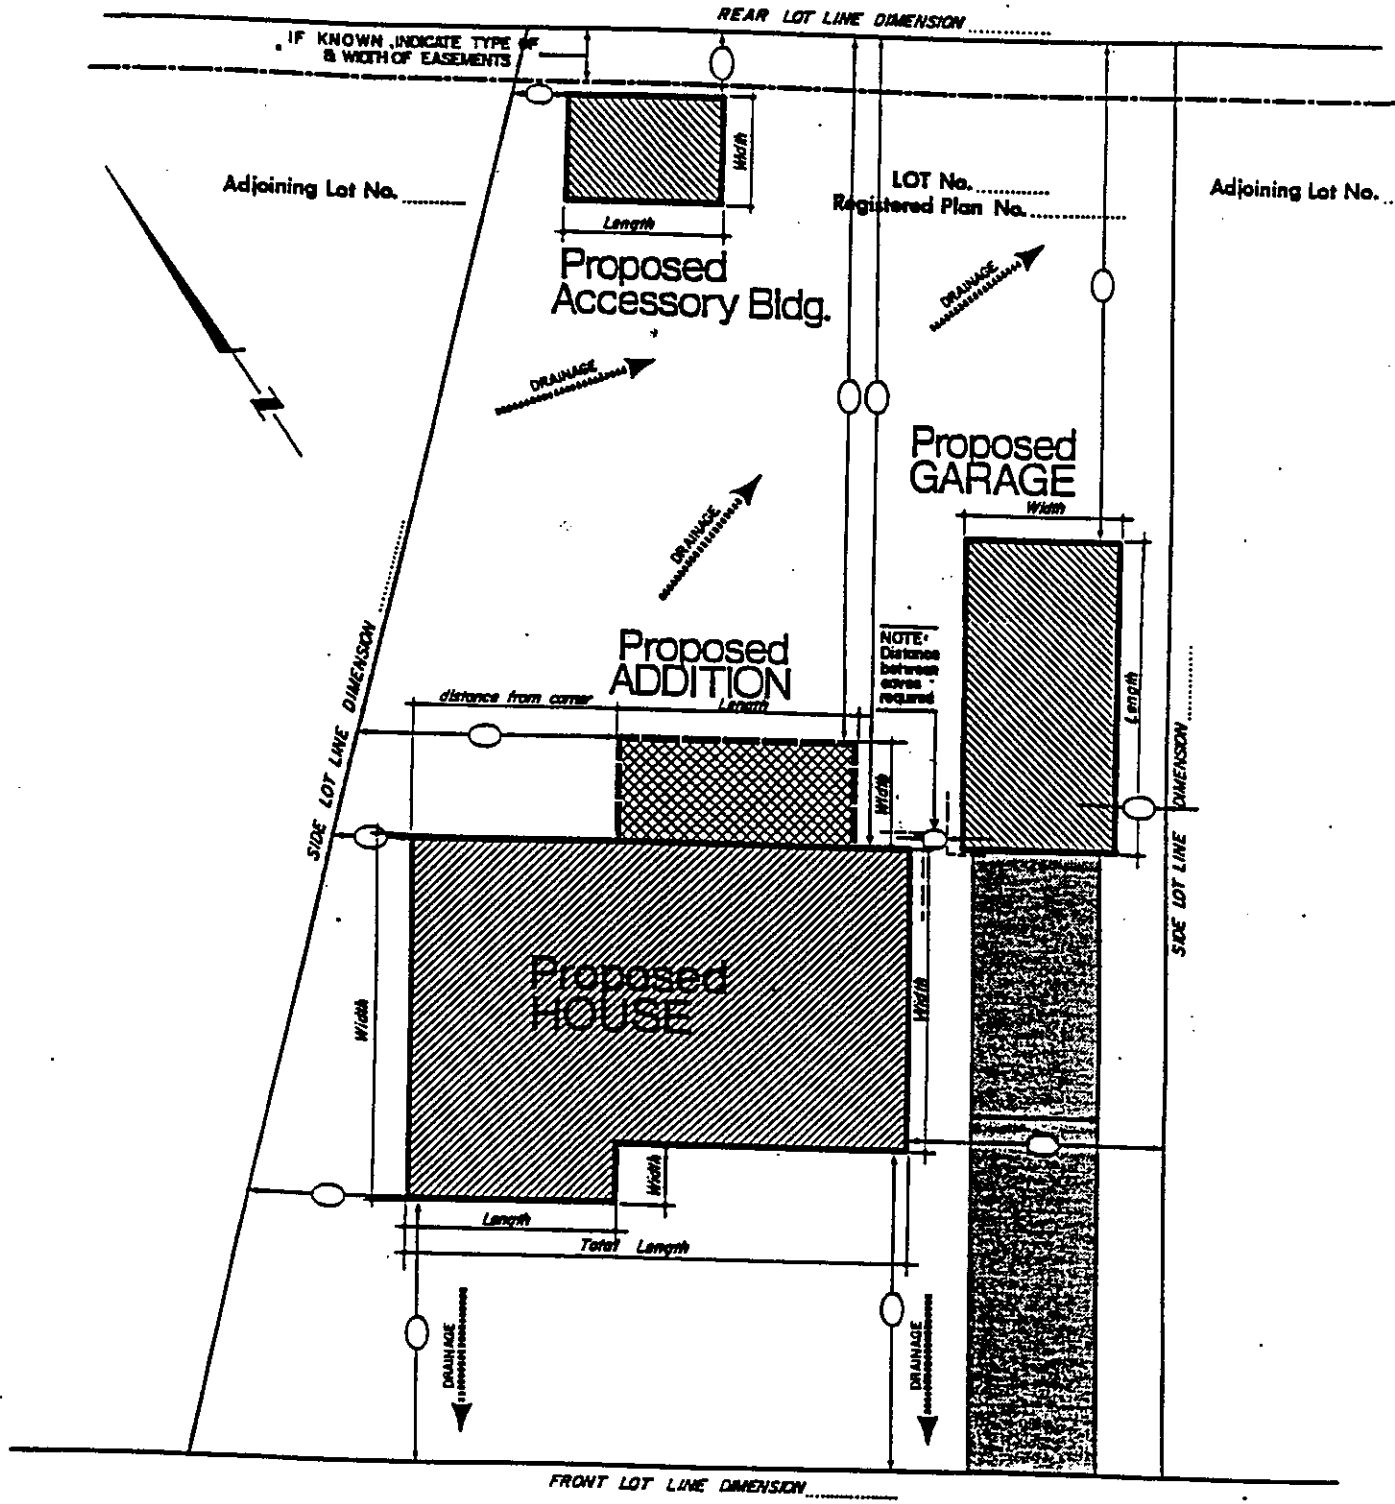 REAR LOT LINE DIMENSION ..............
IF KNOWN, INDICATE TYPE OF
& WIDTH OF EASEMENTS
Adjoining Lot No. ..........
Width
LOT No. ............
Registered Plan No. ...............
Adjoining Lot No. ..
Length
Proposed
Accessory Bldg.
DRAINAGE
DRAINAGE
N
Proposed
GARAGE
Width
DRAINAGE
SIDE LOT LINE DIMENSION ..............
Proposed
ADDITION
NOTE:
Distance
between
eaves
required
distance from corner
Length
Length
Width
SIDE LOT LINE DIMENSION ..............
Proposed
HOUSE
Width
Width
Width
Length
Total Length
DRAINAGE
DRAINAGE
FRONT LOT LINE DIMENSION ..............